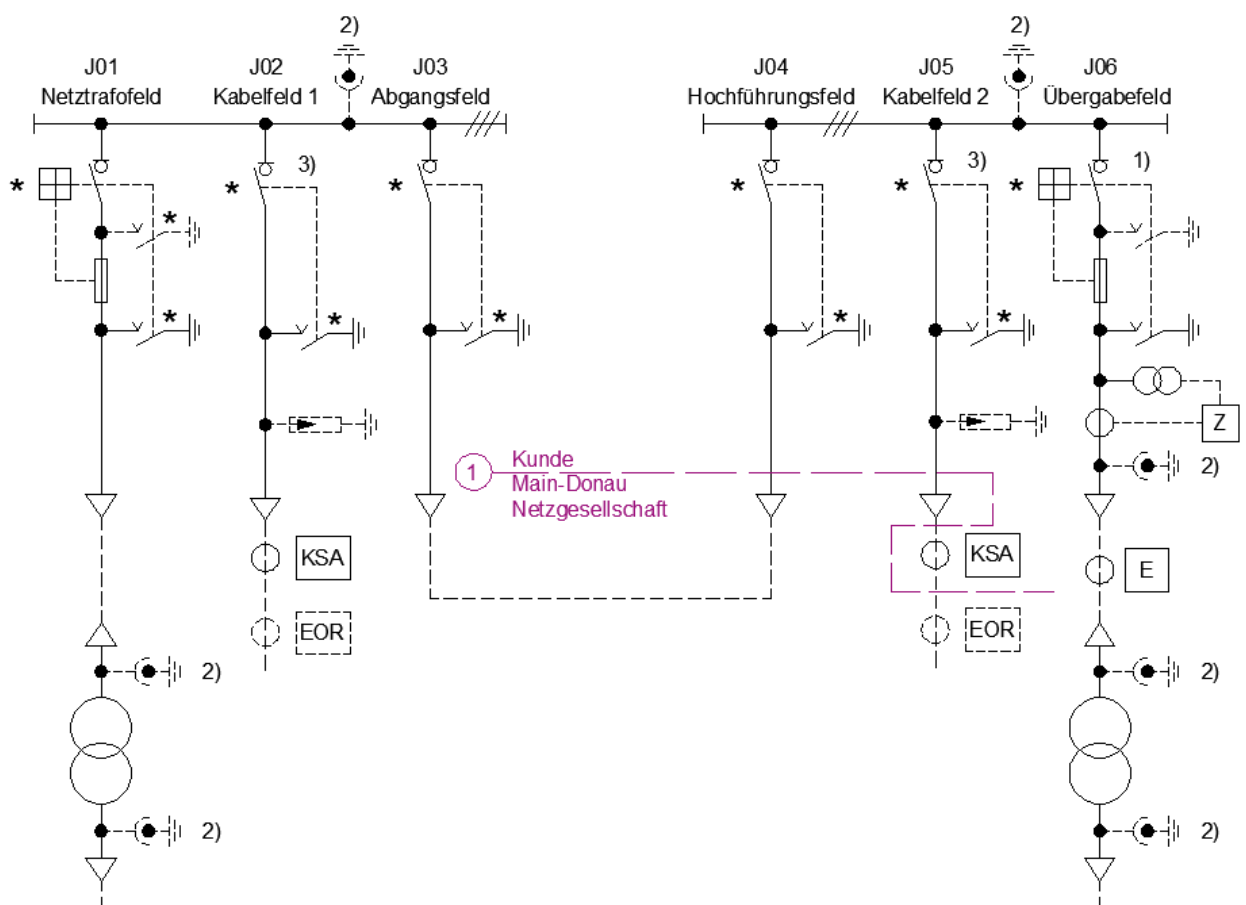 2)
2)
J01
J02
J03
J04
J05
J06
Netztrafofeld
Kabelfeld 1
Abgangsfeld
Hochführungsfeld
Kabelfeld 2
Übergabefeld
3)
3)
1)
*
*
*
*
*
*
*
*
*
*
*
*
Z
1
Kunde
Main-Donau
Netzgesellschaft
2)
KSA
KSA
E
EOR
EOR
2)
2)
2)
2)